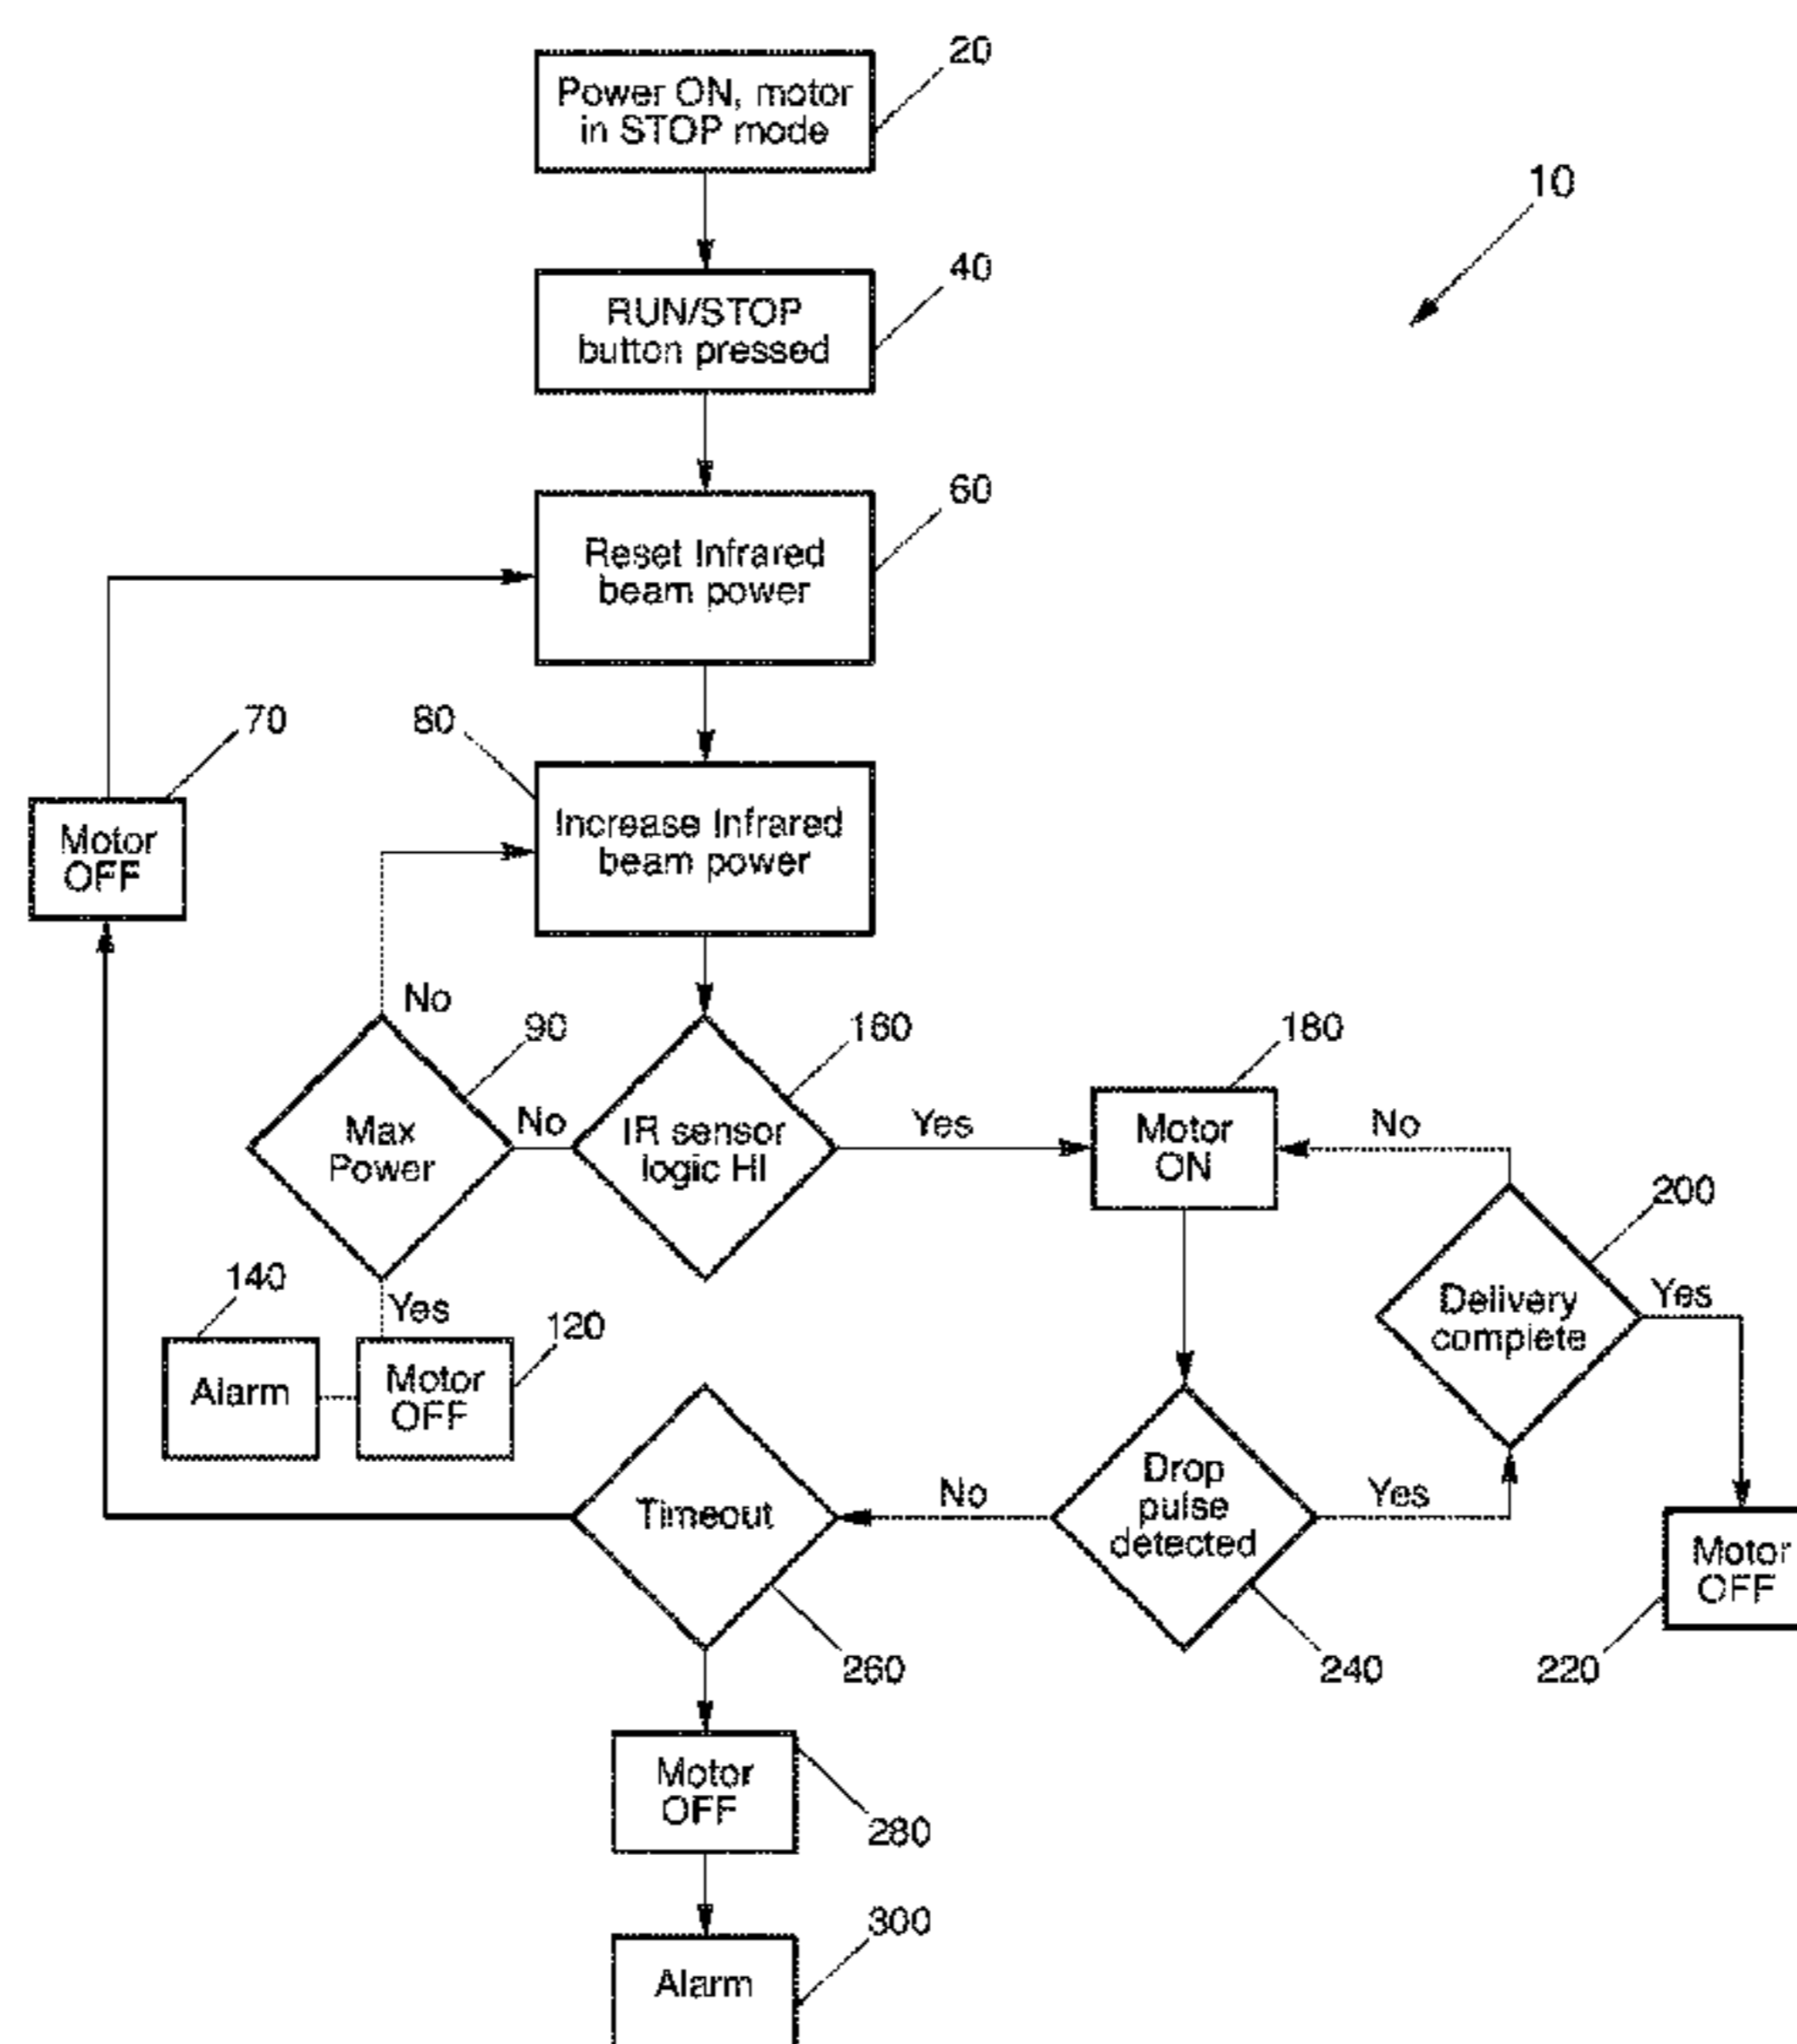 20
Power ON, motor
in STOP mode
10
40
RUN/STOP
button pressed
60
Reset Infrared
beam power
70
80
Motor
OFF
Increase Infrared
beam power
No
90
160
180
Max
Power
No
IR sensor
logic HI
Yes
Motor
ON
No
200
140
Yes
120
Delivery
complete
Yes
Alarm
Motor
OFF
Timeout
No
Drop
pulse
detected
Yes
Motor
OFF
260
240
220
Motor
OFF
280
300
Alarm